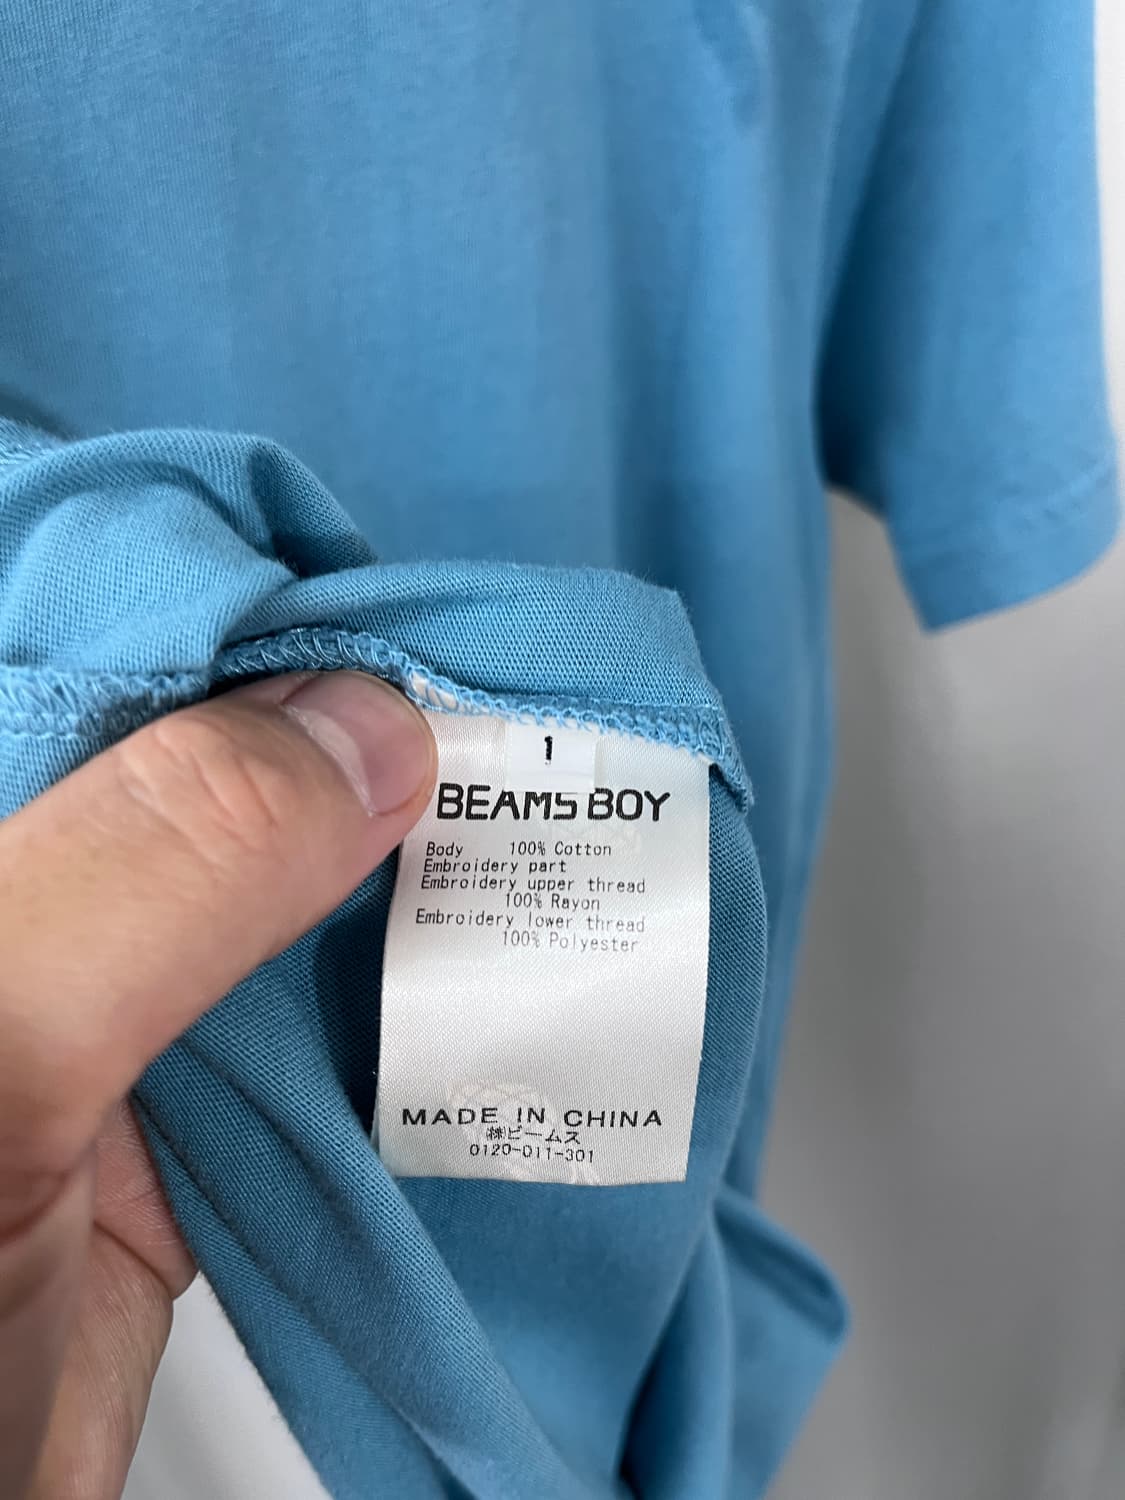 1
BEAMS BOY
Body 100% Cotton
Embroidery part
Embroidery upper thread
100% Rayon
Embroidery lower thread
100% Polyester
MADE IN CHINA
㈱ビームス
0120-011-301